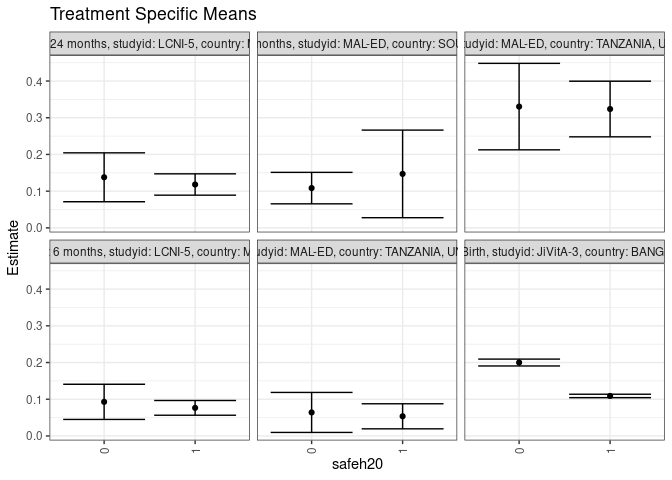 Treatment Specific Means
24 months, studyid: LCNI-5, country:
months, studyid: MAL-ED, country: SOU
studyid: MAL-ED, country: TANZANIA, U
0.4
0.3
0.2
0.1
0.0
Estimate
6 months, studyid: LCNI-5, country: M
studyid: MAL-ED, country: TANZANIA, UN
Birth, studyid: JiVitA-3, country: BANG
0.4
0.3
0.2
0.1
0.0
0 1 0 1 0 1
safeh20